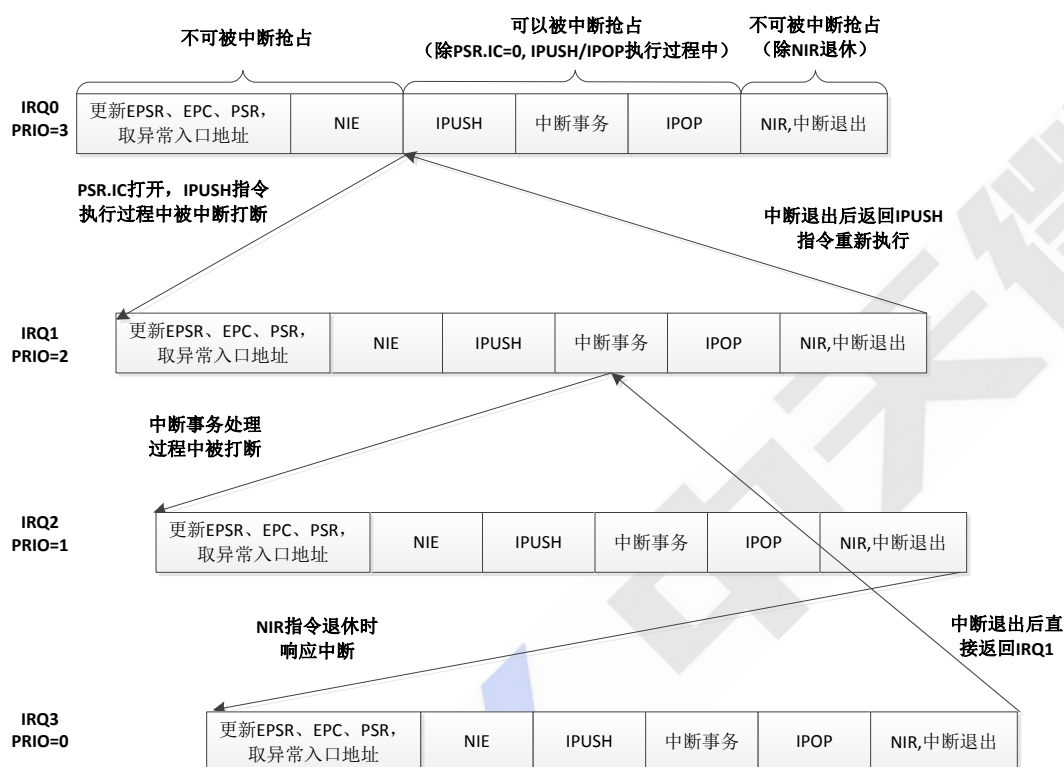 不可被中断抢占
可以被中断抢占
（除PSR.IC=0, IPUSH/IPOP执行过程中）
不可被中断抢占
（除NIR退休）
IRQ0
PRIO=3
更新EPSR、EPC、PSR，
取异常入口地址
NIE
IPUSH
中断事务
IPOP
NIR,中断退出
PSR.IC打开，IPUSH指令
执行过程中被中断打断
中断退出后返回IPUSH
指令重新执行
IRQ1
PRIO=2
更新EPSR、EPC、PSR，
取异常入口地址
NIE
IPUSH
中断事务
IPOP
NIR,中断退出
中断事务处理
过程中被打断
IRQ2
PRIO=1
更新EPSR、EPC、PSR，
取异常入口地址
NIE
IPUSH
中断事务
IPOP
NIR,中断退出
NIR指令退休时
响应中断
中断退出后直
接返回IRQ1
IRQ3
PRIO=0
更新EPSR、EPC、PSR，
取异常入口地址
NIE
IPUSH
中断事务
IPOP
NIR,中断退出
中天